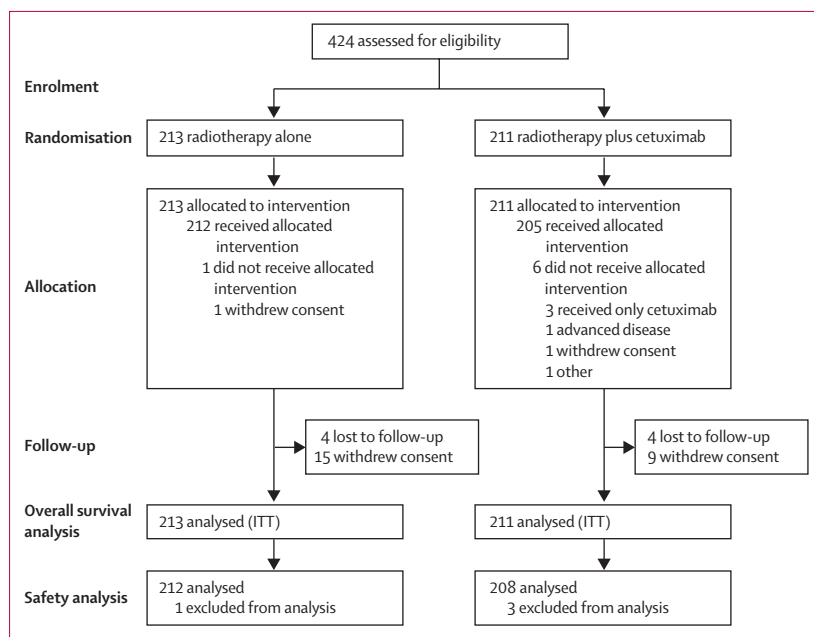 424 assessed for eligibility
Enrolment
Randomisation
213 radiotherapy alone
211 radiotherapy plus cetuximab
Allocation
213 allocated to intervention
212 received allocated
intervention
1 did not receive allocated
intervention
1 withdrew consent
211 allocated to intervention
205 received allocated
intervention
6 did not receive allocated
intervention
3 received only cetuximab
1 advanced disease
1 withdrew consent
1 other
Follow-up
4 lost to follow-up
15 withdrew consent
4 lost to follow-up
9 withdrew consent
Overall survival
analysis
213 analysed (ITT)
211 analysed (ITT)
Safety analysis
212 analysed
1 excluded from analysis
208 analysed
3 excluded from analysis